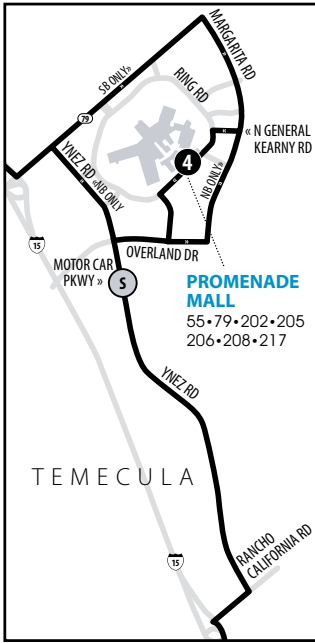 MARGARITA RD
SB ONLY»
79
RING RD
« N GENERAL
KEARNY RD
4
YNEZ RD
«NB ONLY
NB ONLY»
15
OVERLAND DR
MOTOR CAR
PKWY »
S
PROMENADE
MALL
55•79•202•205
206•208•217
YNEZ RD
TEMECULA
RANCHO
CALIFORNIA RD
15